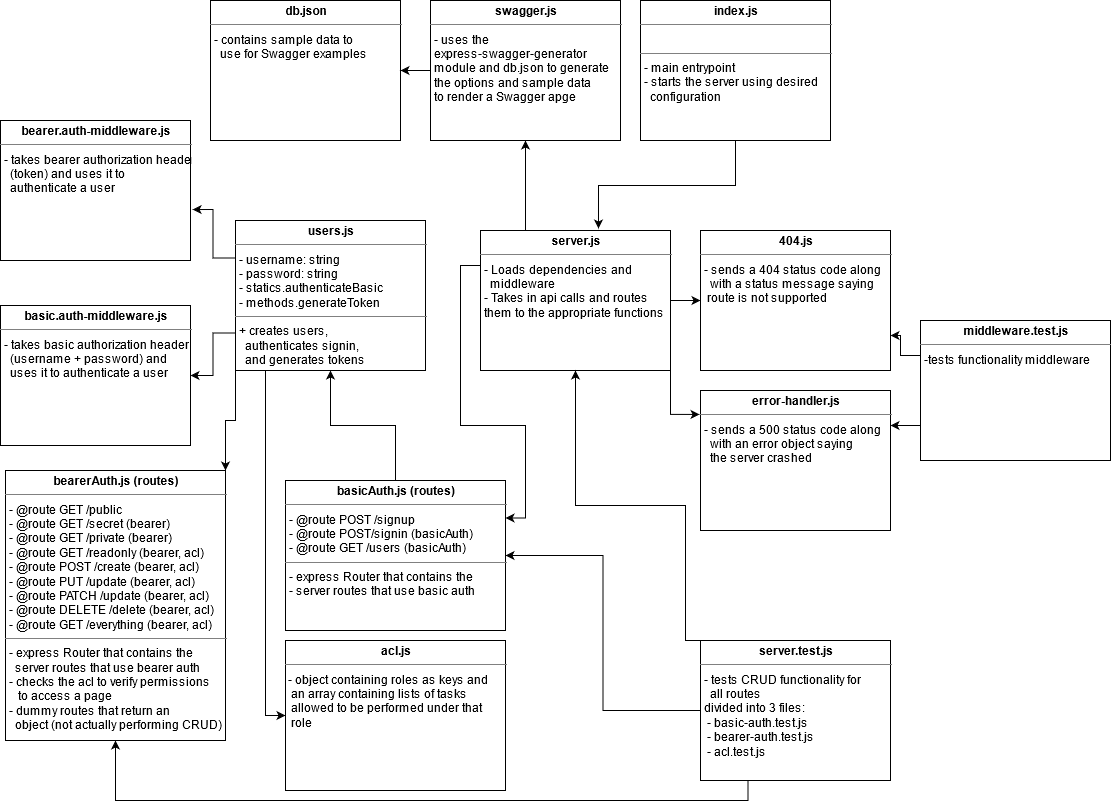 db.json
- contains sample data to
use for Swagger examples
swagger.js
- uses the
express-swagger-generator
module and db.json to generate
the options and sample data
to render a Swagger apge
index.js
- main entrypoint
- starts the server using desired
configuration
bearer.auth-middleware.js
- takes bearer authorization heade
(token) and uses it to
authenticate a user
users.js
- username: string
- password: string
- statics.authenticateBasic
- methods.generateToken
+ creates users,
authenticates signin,
and generates tokens
server.js
- Loads dependencies and
middleware
- Takes in api calls and routes
them to the appropriate functions
404.js
- sends a 404 status code along
with a status message saying
route is not supported
basic.auth-middleware.js
- takes basic authorization header
(username + password) and
uses it to authenticate a user
middleware.test.js
-tests functionality middleware
error-handler.js
- sends a 500 status code along
with an error object saying
the server crashed
bearerAuth.js (routes)
- @route GET /public
- @route GET /secret (bearer)
- @route GET /private (bearer)
- @route GET /readonly (bearer, acl)
- @route POST /create (bearer, acl)
- @route PUT /update (bearer, acl)
- @route PATCH /update (bearer, acl)
- @route DELETE /delete (bearer, acl)
- @route GET /everything (bearer, acl)
- express Router that contains the
server routes that use bearer auth
- checks the acl to verify permissions
to access a page
- dummy routes that return an
object (not actually performing CRUD)
basicAuth.js (routes)
- @route POST /signup
- @route POST/signin (basicAuth)
- @route GET /users (basicAuth)
- express Router that contains the
- server routes that use basic auth
acl.js
- object containing roles as keys and
an array containing lists of tasks
allowed to be performed under that
role
server.test.js
- tests CRUD functionality for
all routes
divided into 3 files:
- basic-auth.test.js
- bearer-auth.test.js
- acl.test.js